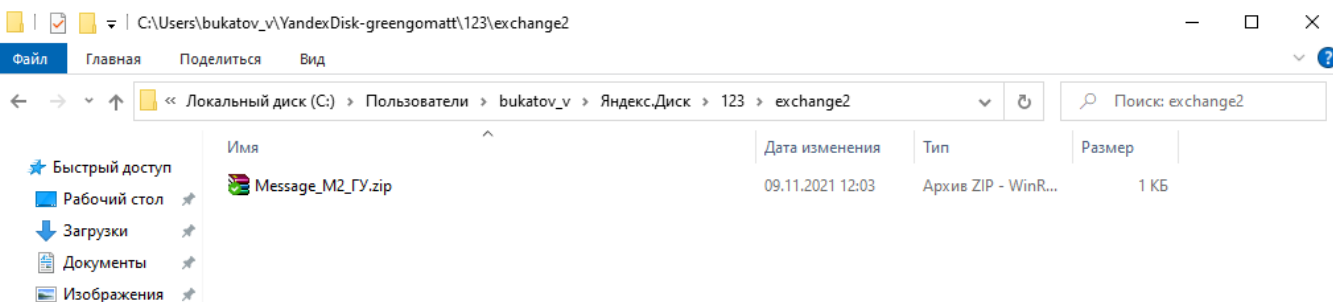 C:\Users\bukatov_v\YandexDisk-greengomatt\123\exchange2
Файл Главная Поделиться Вид ?
« Локальный диск (C:) › Пользователи › bukatov_v › Яндекс.Диск › 123 › exchange2 Поиск: exchange2
Имя Дата изменения Тип Размер
Быстрый доступ
Message_М2_ГУ.zip 09.11.2021 12:03 Архив ZIP - WinR... 1 КБ
Рабочий стол
Загрузки
Документы
Изображения